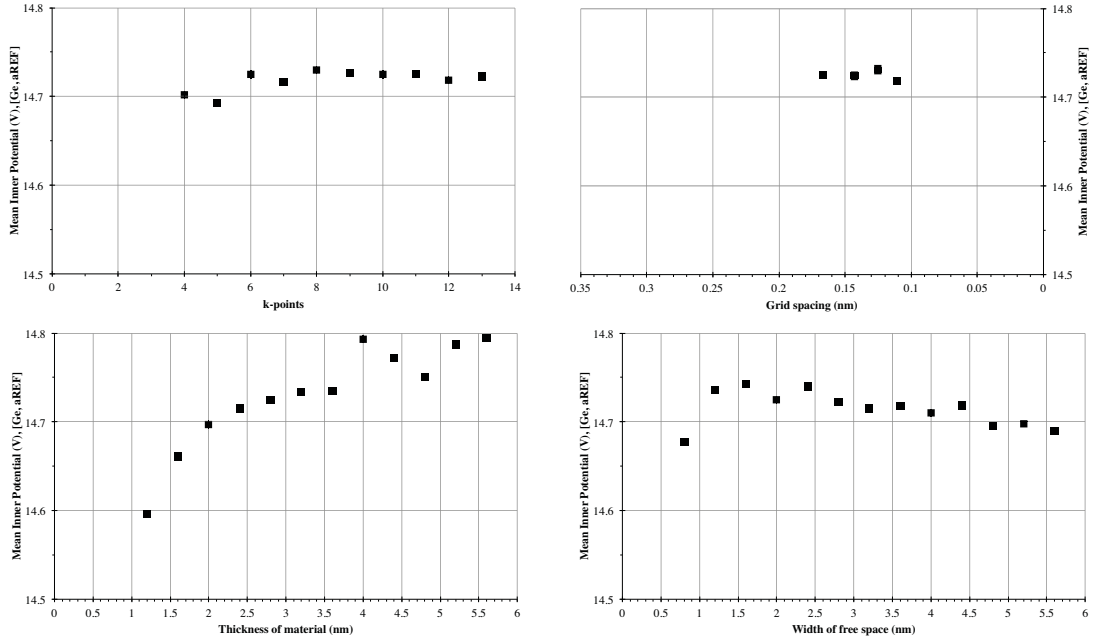 14.8
14.7
14.6
14.5
Mean Inner Potential (V), [Ge, aREF]
0 2 4 6 8 10 12 14
k-points
14.8
14.7
14.6
14.5
Mean Inner Potential (V), [Ge, aREF]
0.35 0.3 0.25 0.2 0.15 0.1 0.05 0
Grid spacing (nm)
14.8
14.7
14.6
14.5
Mean Inner Potential (V), [Ge, aREF]
0 0.5 1 1.5 2 2.5 3 3.5 4 4.5 5 5.5 6
Thickness of material (nm)
14.8
14.7
14.6
14.5
Mean Inner Potential (V), [Ge, aREF]
0 0.5 1 1.5 2 2.5 3 3.5 4 4.5 5 5.5 6
Width of free space (nm)